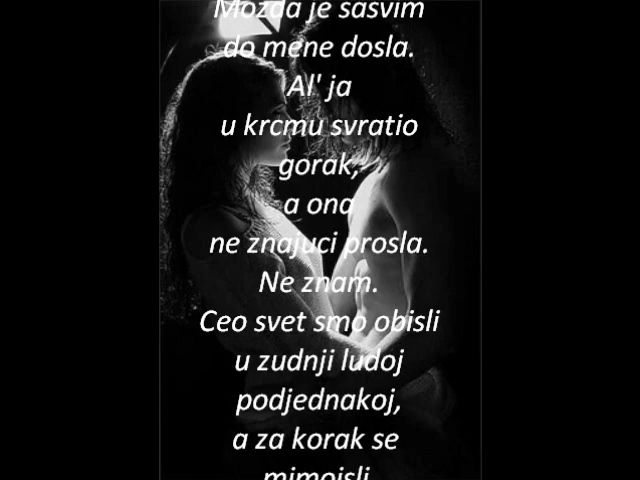 Mozda je sasvim
do mene dosla.
Al' ja
u krcmu svratio
gorak,
a ona
ne znajuci prosla.
Ne znam.
Ceo svet smo obisli
u zudnji ludoj
podjednakoj,
a za korak se
mimoisli